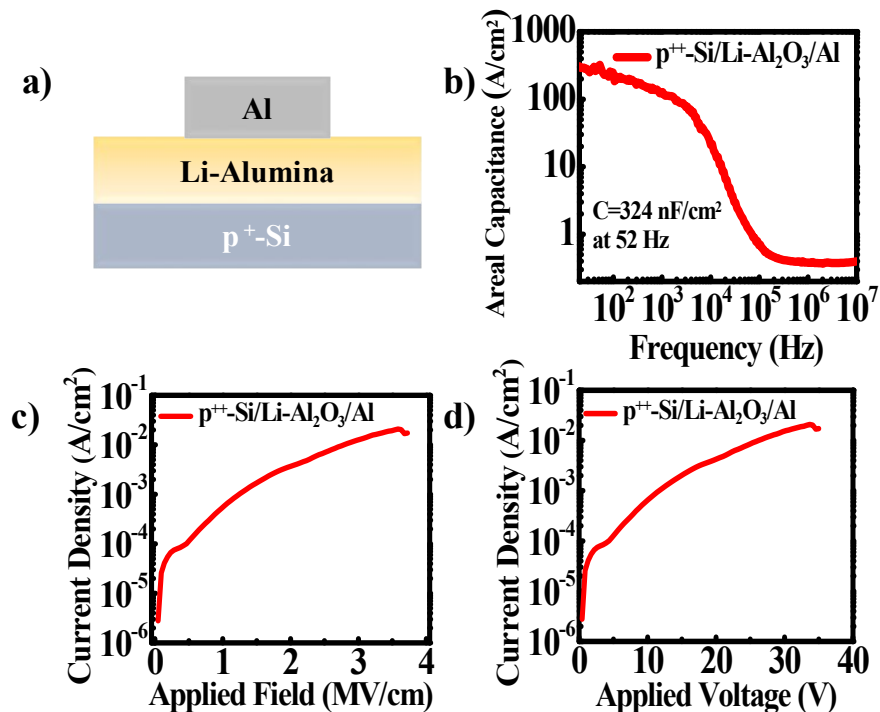 a)
Al
Li-Alumina
p⁺-Si
b)
Areal Capacitance (A/cm²)
1000
100
10
1
p⁺⁺-Si/Li-Al₂O₃/Al
C=324 nF/cm²
at 52 Hz
10² 10³ 10⁴ 10⁵ 10⁶ 10⁷
Frequency (Hz)
c)
Current Density (A/cm²)
10⁻¹
10⁻²
10⁻³
10⁻⁴
10⁻⁵
10⁻⁶
p⁺⁺-Si/Li-Al₂O₃/Al
0 1 2 3 4
Applied Field (MV/cm)
d)
Current Density (A/cm²)
10⁻¹
10⁻²
10⁻³
10⁻⁴
10⁻⁵
10⁻⁶
p⁺⁺-Si/Li-Al₂O₃/Al
0 10 20 30 40
Applied Voltage (V)